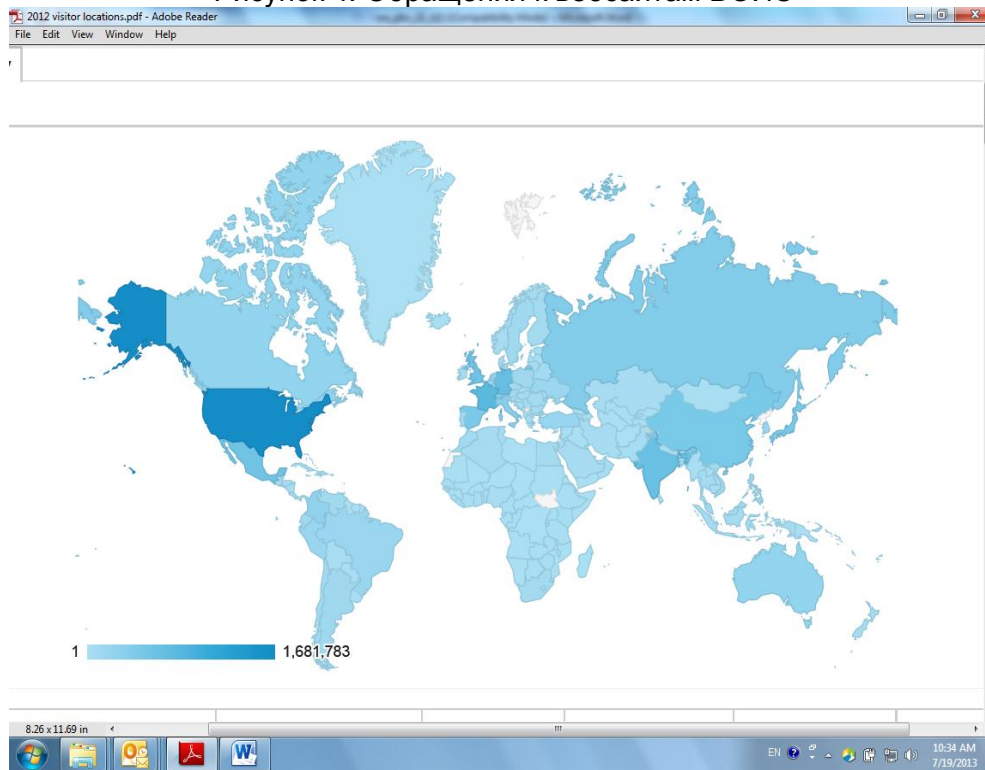 2012 visitor locations.pdf - Adobe Reader
File Edit View Window Help
1 1,681,783
8.26 x 11.69 in
EN
10:34 AM
7/19/2013